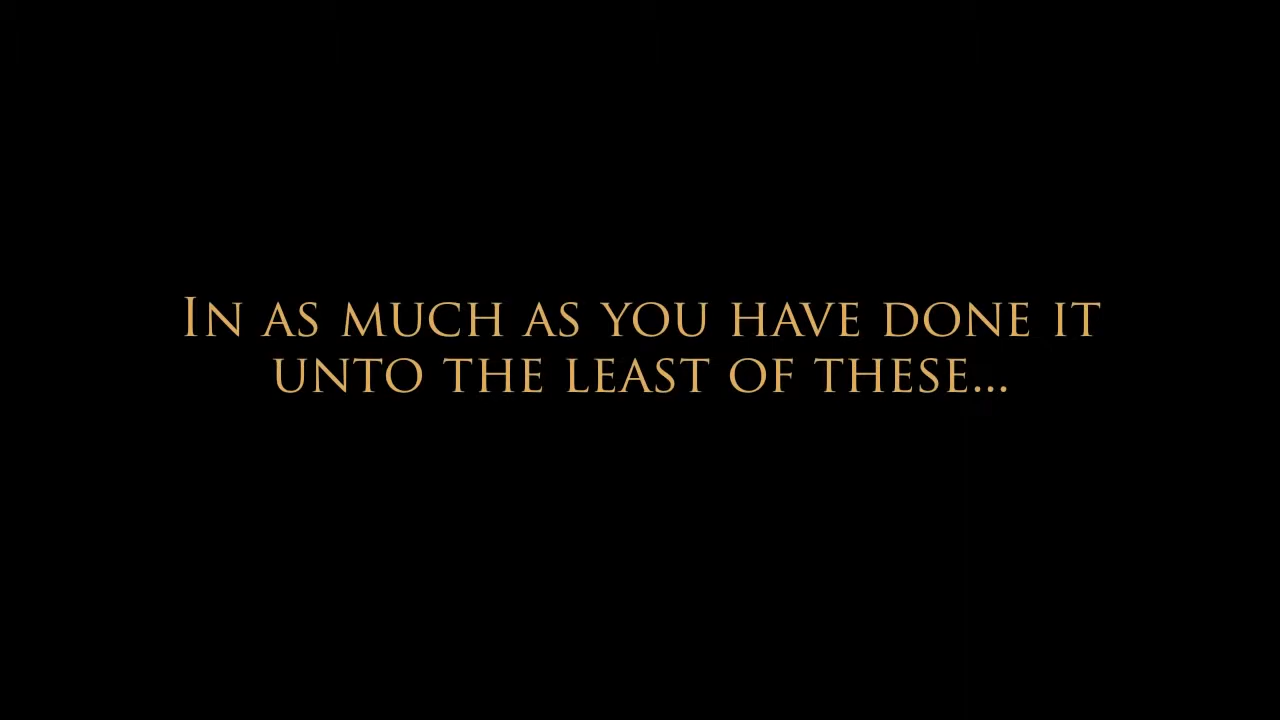 In as much as you have done it
unto the least of these...